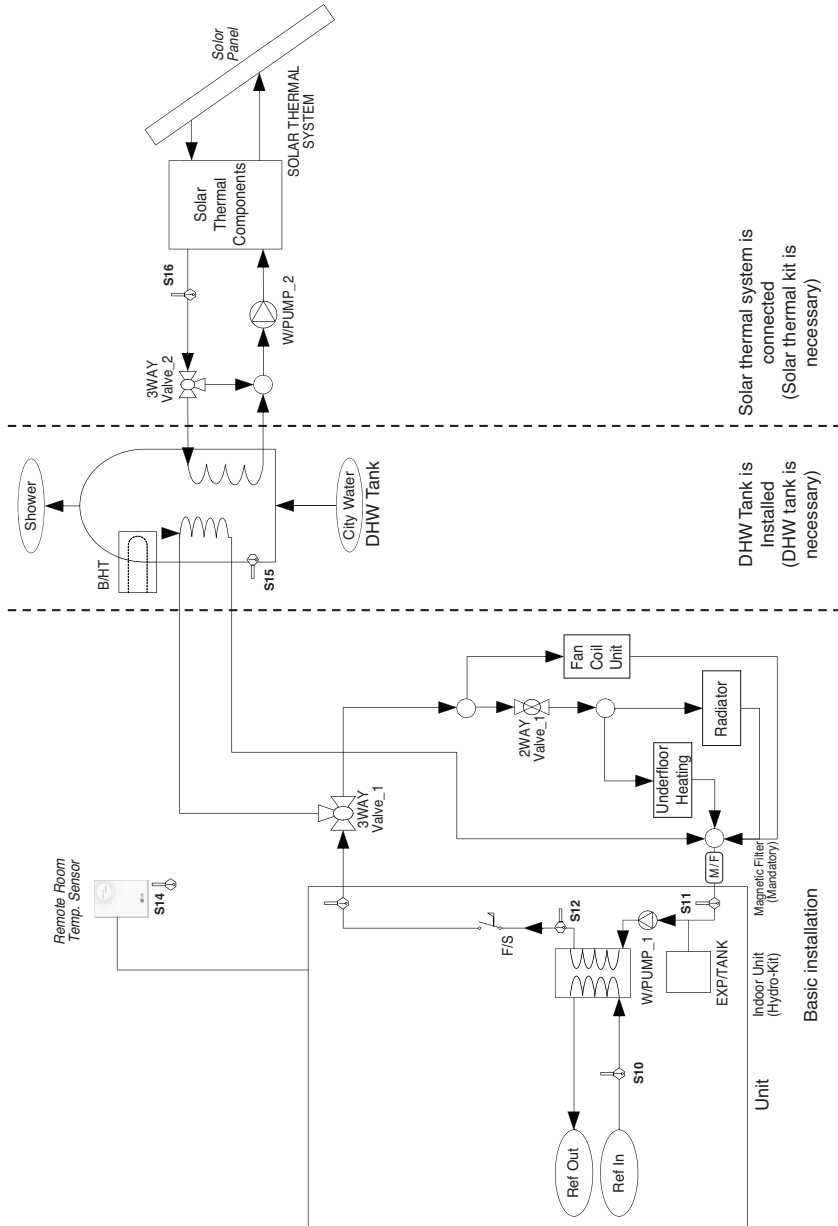 Solor
Panel
SOLAR THERMAL
SYSTEM
Solar
Thermal
Components
S16
W/PUMP_2
3WAY
Valve_2
Solar thermal system is
connected
(Solar thermal kit is
necessary)
Shower
City Water
DHW Tank
B/HT
S15
DHW Tank is
Installed
(DHW tank is
necessary)
Fan
Coil
Unit
2WAY
Valve_1
Radiator
Underfloor
Heating
3WAY
Valve_1
Remote Room
Temp. Sensor
S14
LG
M/F
Magnetic Filter
(Mandatory)
S11
S12
F/S
W/PUMP_1
EXP/TANK
Indoor Unit
(Hydro-Kit)
S10
Ref Out
Ref In
Unit
Basic installation